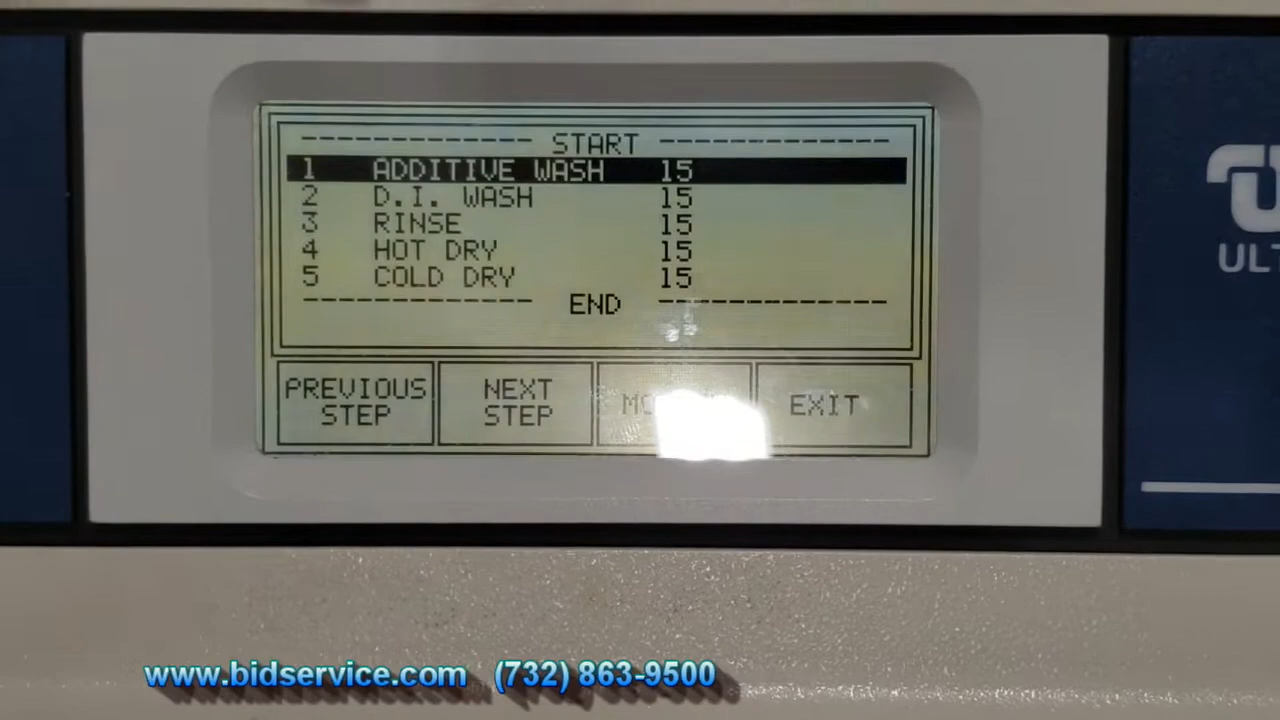 START
1 ADDITIVE WASH 15
2 D.I. WASH 15
3 RINSE 15
4 HOT DRY 15
5 COLD DRY 15
END
PREVIOUS STEP
NEXT STEP
EXIT
www.bidservice.com (732) 863-9500